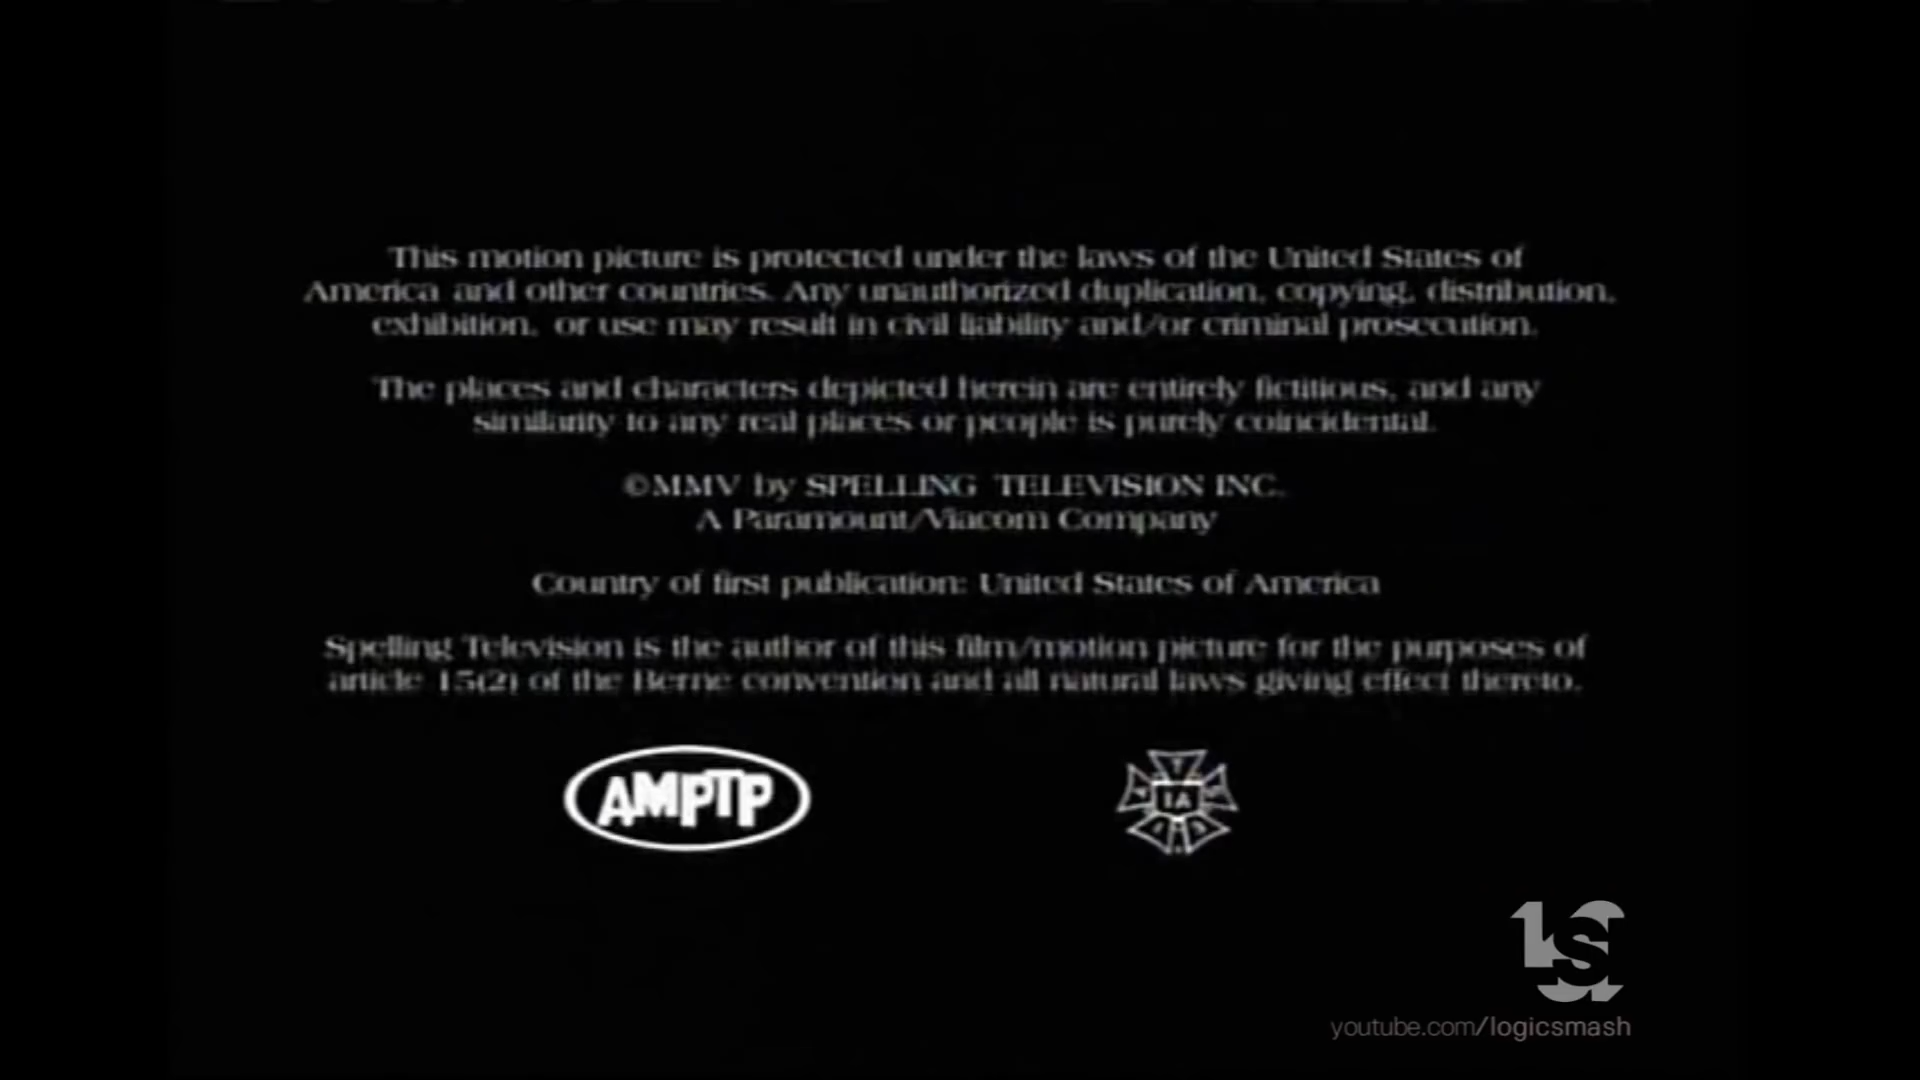 This motion picture is protected under the laws of the United States of
America and other countries. Any unauthorized duplication, copying, distribution,
exhibition, or use may result in civil liability and/or criminal prosecution.
The places and characters depicted herein are entirely fictitious, and any
similarity to any real places or people is purely coincidental.
©MMV by SPELLING TELEVISION INC.
A Paramount/Viacom Company
Country of first publication: United States of America
Spelling Television is the author of this film/motion picture for the purposes of
article 15(2) of the Berne convention and all natural laws giving effect thereto.
AMPTP
IA
LS
youtube.com/logicsmash